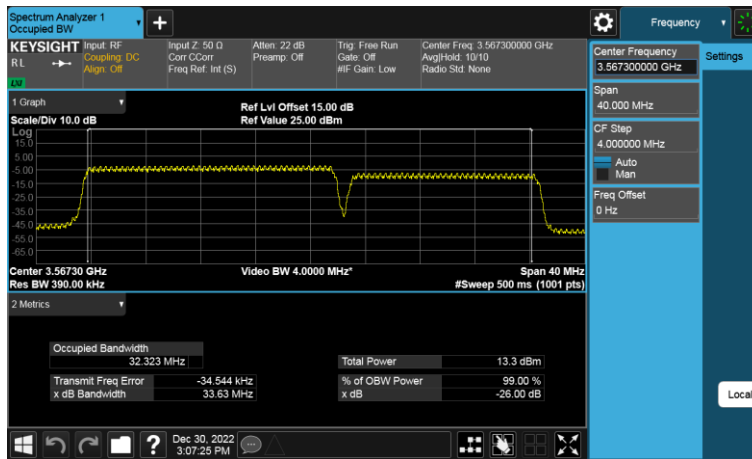 Spectrum Analyzer 1
Occupied BW
Frequency
KEYSIGHT
RL
LXI
Input: RF
Coupling: DC
Align: Off
Input Z: 50 Ω
Corr CCorr
Freq Ref: Int (S)
Atten: 22 dB
Preamp: Off
Trig: Free Run
Gate: Off
#IF Gain: Low
Center Freq: 3.567300000 GHz
Avg|Hold: 10/10
Radio Std: None
Center Frequency
3.567300000 GHz
Settings
Span
40.000 MHz
CF Step
4.000000 MHz
Auto
Man
Freq Offset
0 Hz
Local
1 Graph
Scale/Div 10.0 dB
Ref Lvl Offset 15.00 dB
Ref Value 25.00 dBm
Log
15.0
5.00
-5.00
-15.0
-25.0
-35.0
-45.0
-55.0
-65.0
Center 3.56730 GHz
Video BW 4.0000 MHz*
Span 40 MHz
Res BW 390.00 kHz
#Sweep 500 ms (1001 pts)
2 Metrics
Occupied Bandwidth
32.323 MHz
Total Power 13.3 dBm
Transmit Freq Error -34.544 kHz
% of OBW Power 99.00 %
x dB Bandwidth 33.63 MHz
x dB -26.00 dB
?
Dec 30, 2022
3:07:25 PM